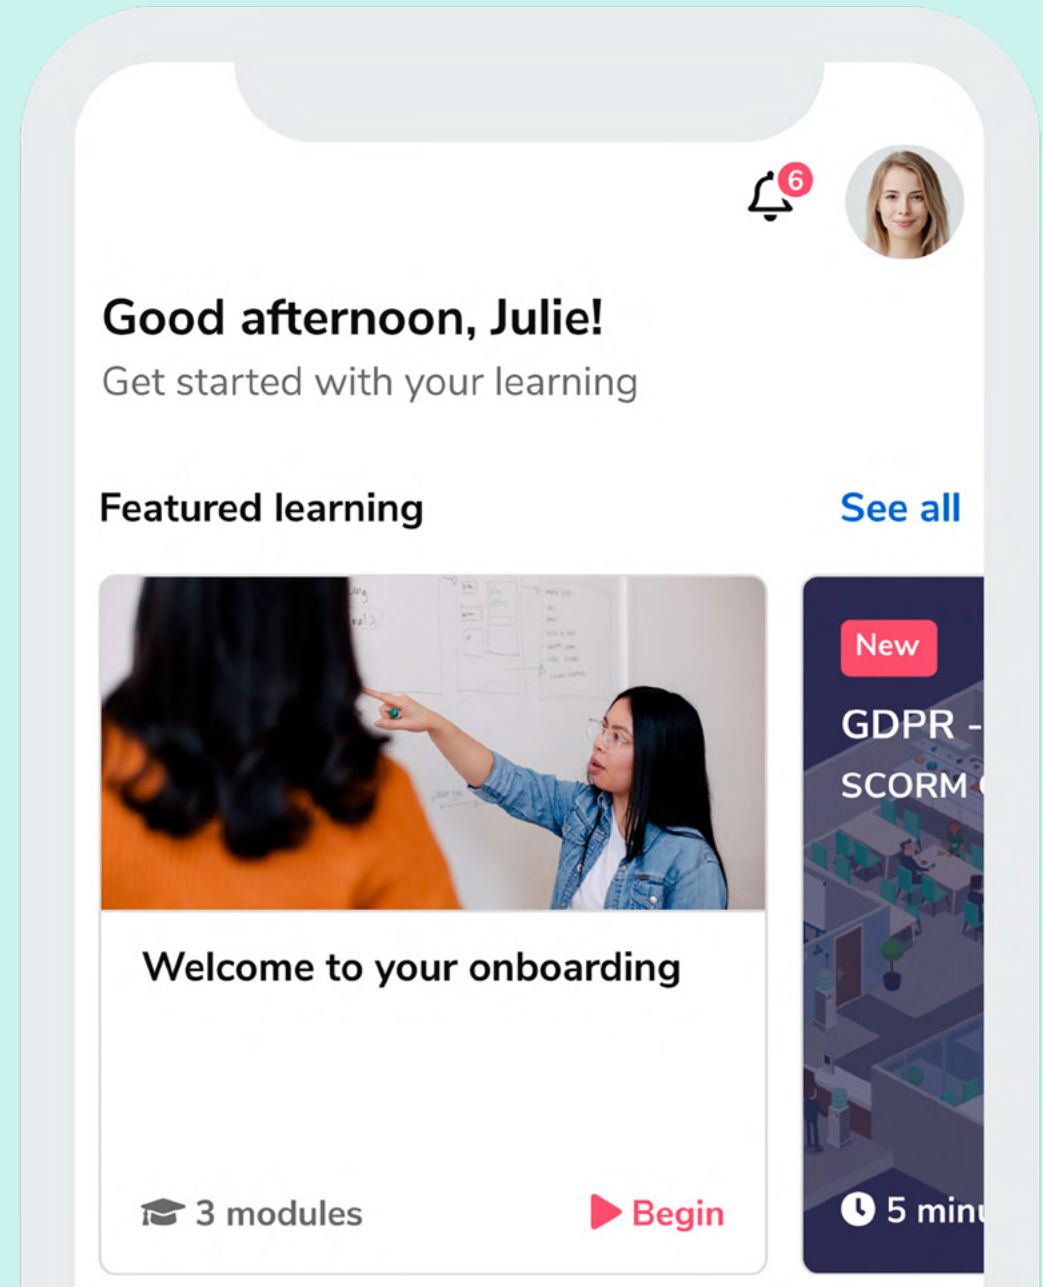 6
Good afternoon, Julie!
Get started with your learning
Featured learning
See all
Welcome to your onboarding
3 modules
Begin
New
GDPR -
SCORM
5